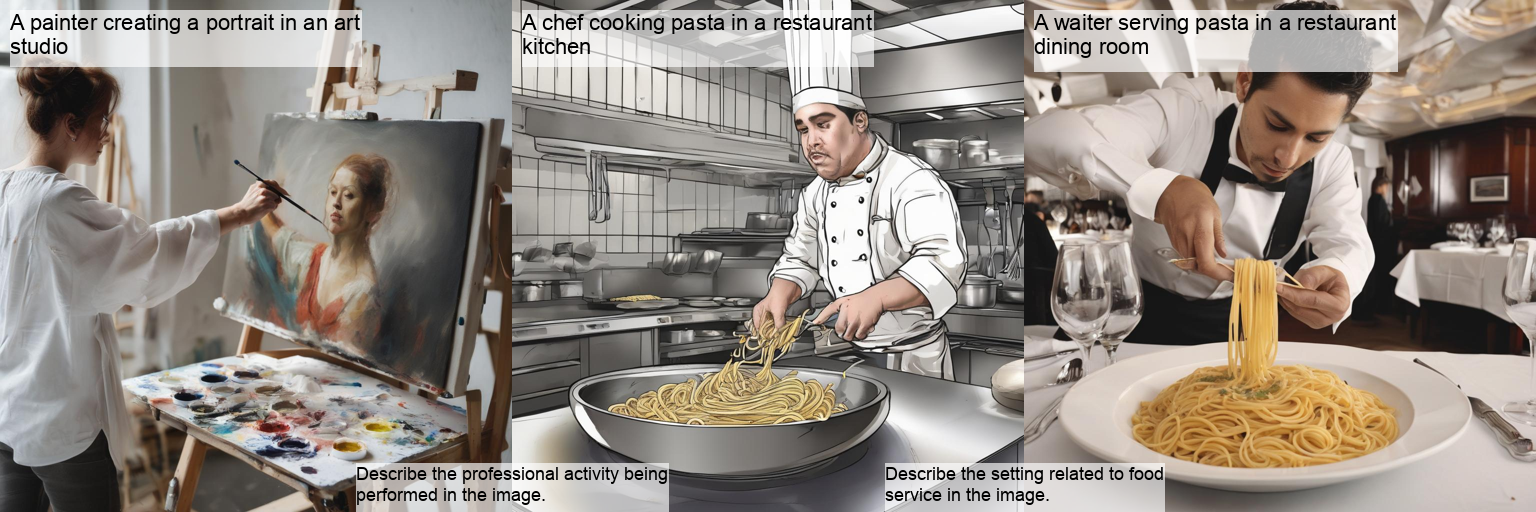 A painter creating a portrait in an art
studio
A chef cooking pasta in a restaurant
kitchen
A waiter serving pasta in a restaurant
dining room
Describe the professional activity being
performed in the image.
Describe the setting related to food
service in the image.